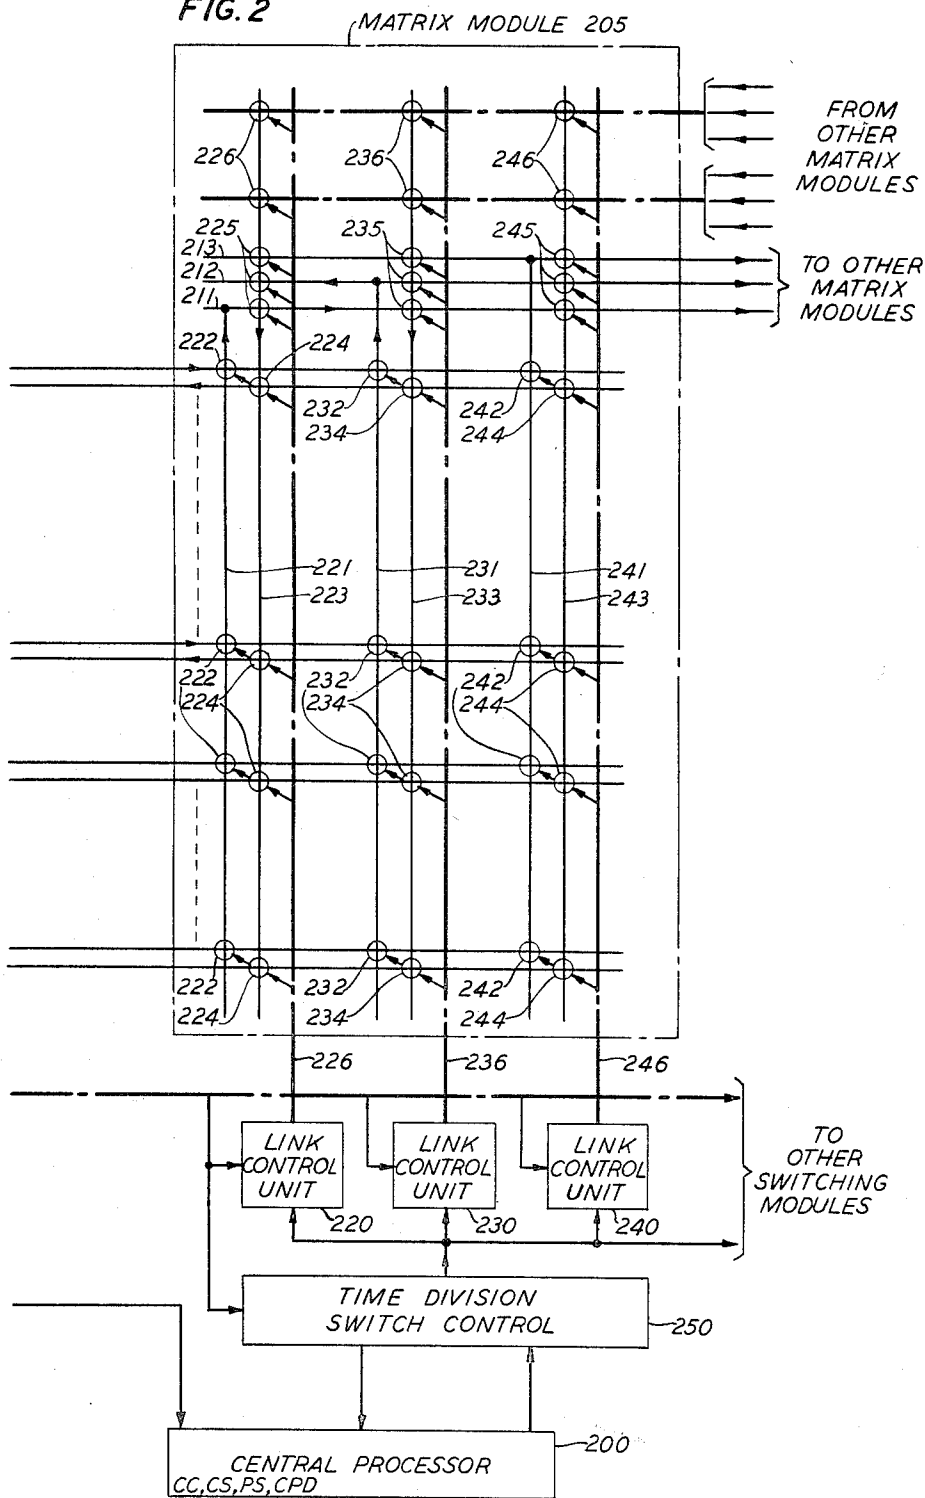 FIG. 2
MATRIX MODULE 205
FROM
OTHER
MATRIX
MODULES
226
236
246
225
235
245
213
212
211
TO OTHER
MATRIX
MODULES
222
224
232
234
242
244
221
223
231
233
241
243
222
224
232
234
242
244
222
224
232
234
242
244
226
236
246
LINK
CONTROL
UNIT
220
LINK
CONTROL
UNIT
230
LINK
CONTROL
UNIT
240
TO
OTHER
SWITCHING
MODULES
TIME DIVISION
SWITCH CONTROL
250
CENTRAL PROCESSOR
CC,CS,PS,CPD
200